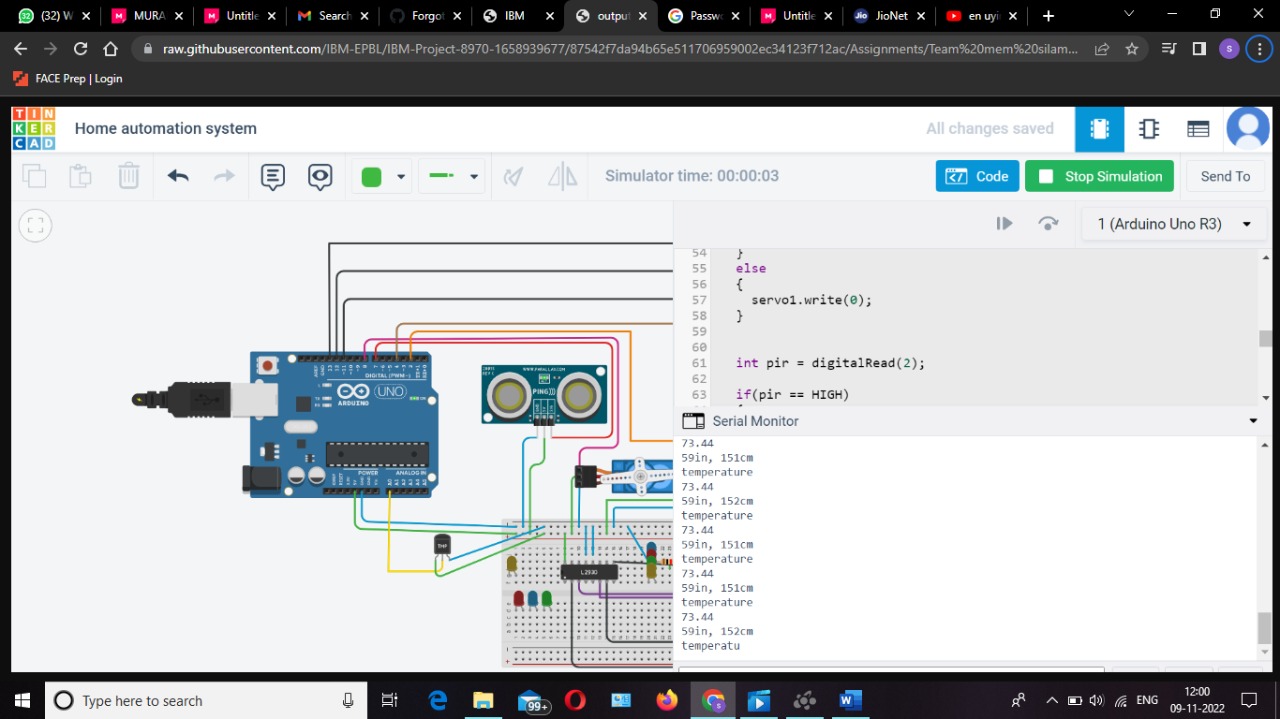 (32) W
MURA
Untitle
Search
Forgot
IBM
output
Passw
Untitle
JioNet
en uyi
raw.githubusercontent.com/IBM-EPBL/IBM-Project-8970-1658939677/87542f7da94b65e511706959002ec34123f712ac/Assignments/Team%20mem%20silam...
S
FACE Prep | Login
TIN
KER
CAD
Home automation system
All changes saved
Simulator time: 00:00:03
Code
Stop Simulation
Send To
1 (Arduino Uno R3)
54 }
55 else
56 {
57 servo1.write(0);
58 }
59
60
61 int pir = digitalRead(2);
62
63 if(pir == HIGH)
DIGITAL (PWM~)
UNO
ARDUINO
POWER
ANALOG IN
WWW.PARALLAX.COM
PING)))
TMP
L293D
Serial Monitor
73.44
59in, 151cm
temperature
73.44
59in, 152cm
temperature
73.44
59in, 151cm
temperature
73.44
59in, 151cm
temperature
73.44
59in, 152cm
temperatu
Type here to search
99+
ENG
12:00
09-11-2022